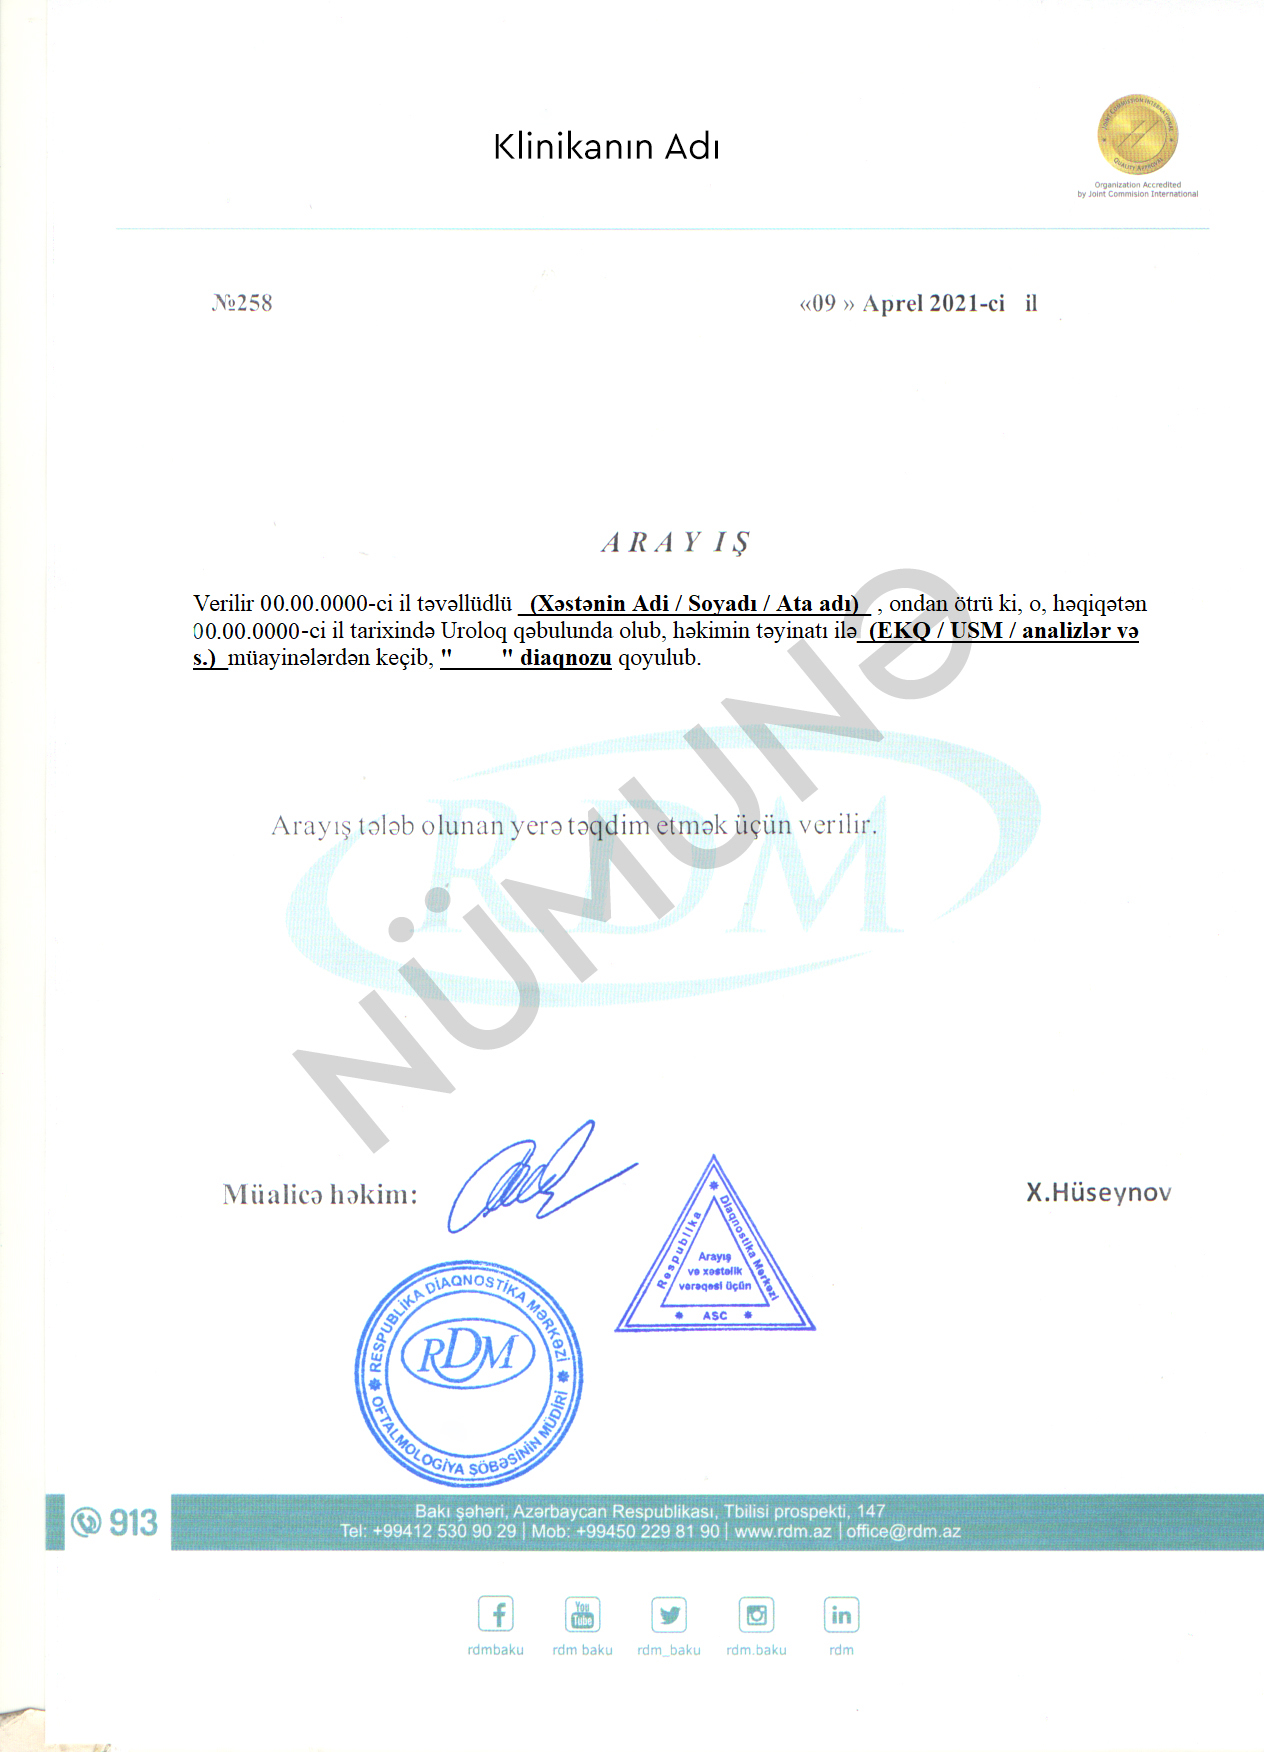 Klinikanın Adı
JOINT COMMISSION INTERNATIONAL
QUALITY APPROVAL
Organization Accredited
by Joint Commision International
№258
«09 » Aprel 2021-ci il
A R A Y I Ş
Verilir 00.00.0000-ci il təvəllüdlü (Xəstənin Adi / Soyadı / Ata adı) , ondan ötrü ki, o, həqiqətən
00.00.0000-ci il tarixində Uroloq qəbulunda olub, həkimin təyinatı ilə (EKQ / USM / analizlər və
s.) müayinələrdən keçib, " " diaqnozu qoyulub.
NÜMUNƏ
RDM
Arayış tələb olunan yerə təqdim etmək üçün verilir.
Müalicə həkim:
X.Hüseynov
Respublika Diaqnostika Mərkəzi
Arayış
və xəstəlik
vərəqəsi üçün
ASC
RESPUBLİKA DİAQNOSTİKA MƏRKƏZİ
RDM
OFTALMOLOGİYA ŞÖBƏSİNİN MÜDİRİ
913
Bakı şəhəri, Azərbaycan Respublikası, Tbilisi prospekti, 147
Tel: +99412 530 90 29 | Mob: +99450 229 81 90 | www.rdm.az | office@rdm.az
You
Tube
in
rdmbaku rdm baku rdm_baku rdm.baku rdm